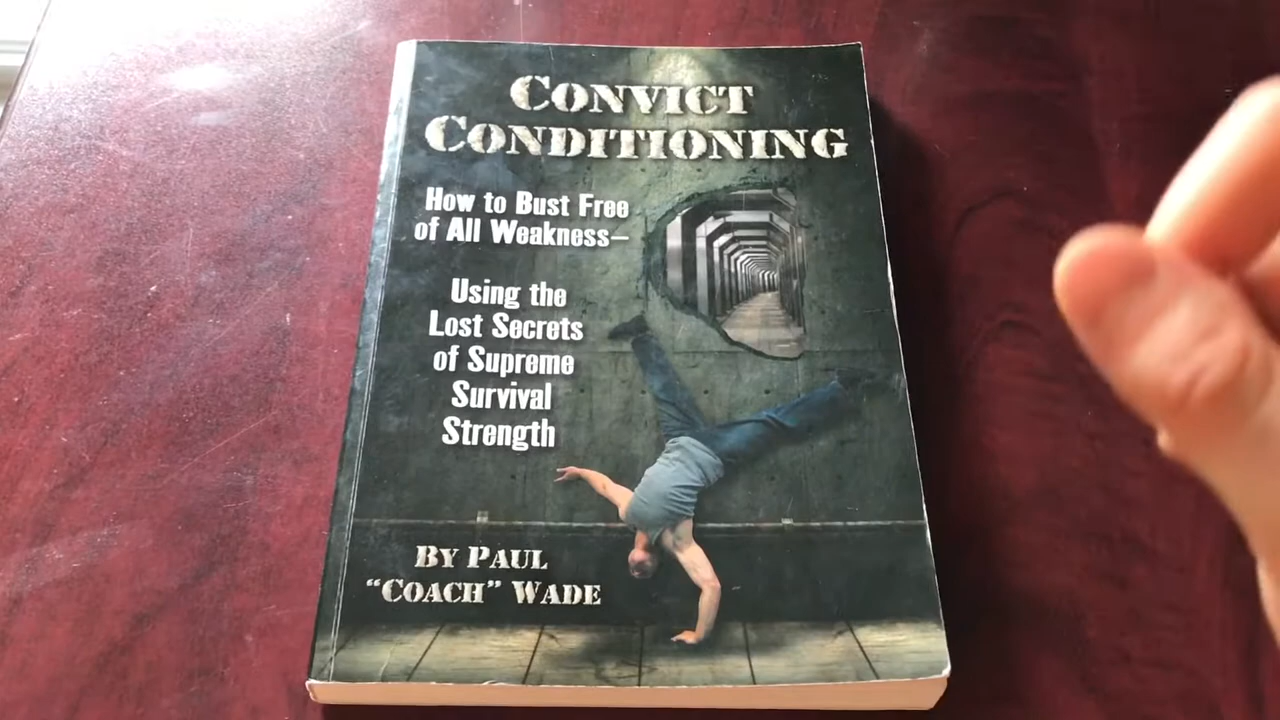 CONVICT
CONDITIONING
How to Bust Free
of All Weakness—
Using the
Lost Secrets
of Supreme
Survival
Strength
BY PAUL
“COACH” WADE